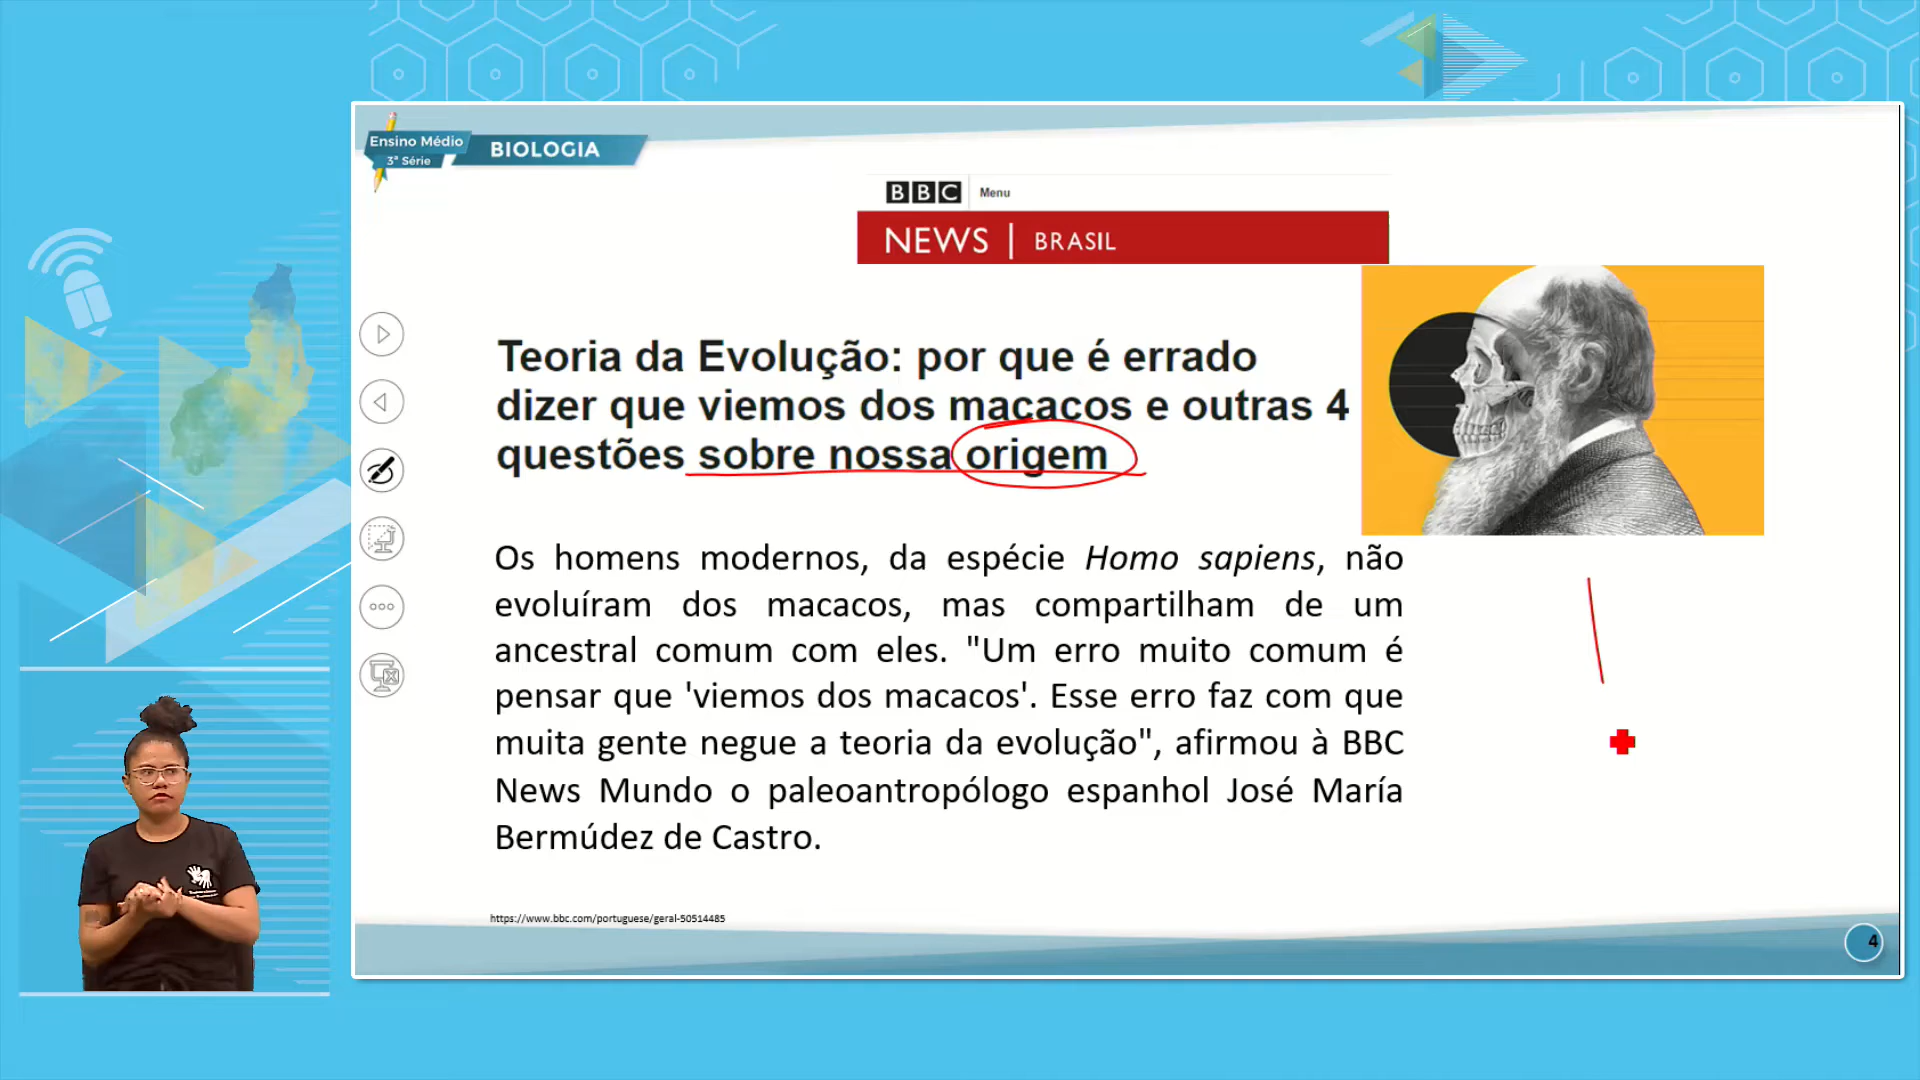 Ensino Médio
3ª Série
BIOLOGIA
BBC Menu
NEWS | BRASIL
Teoria da Evolução: por que é errado
dizer que viemos dos macacos e outras 4
questões sobre nossa origem
Os homens modernos, da espécie Homo sapiens, não
evoluíram dos macacos, mas compartilham de um
ancestral comum com eles. "Um erro muito comum é
pensar que 'viemos dos macacos'. Esse erro faz com que
muita gente negue a teoria da evolução", afirmou à BBC
News Mundo o paleoantropólogo espanhol José María
Bermúdez de Castro.
https://www.bbc.com/portuguese/geral-50514485
4